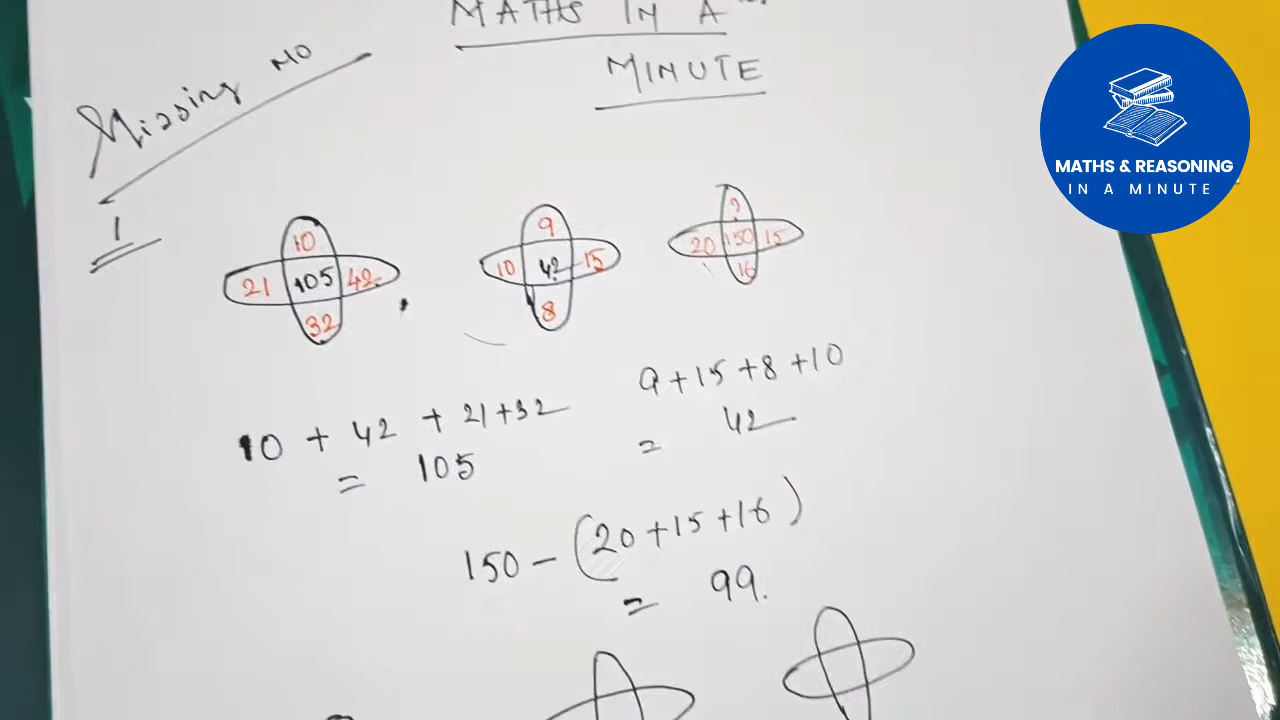 MATHS IN A
MINUTE
Missing NO
1
10
21 105 42
32
9
10 42 15
8
?
20 150 15
16
10 + 42 + 21+32
= 105
9+15+8+10
= 42
150-(20+15+16)
= 99.
MATHS & REASONING
IN A MINUTE